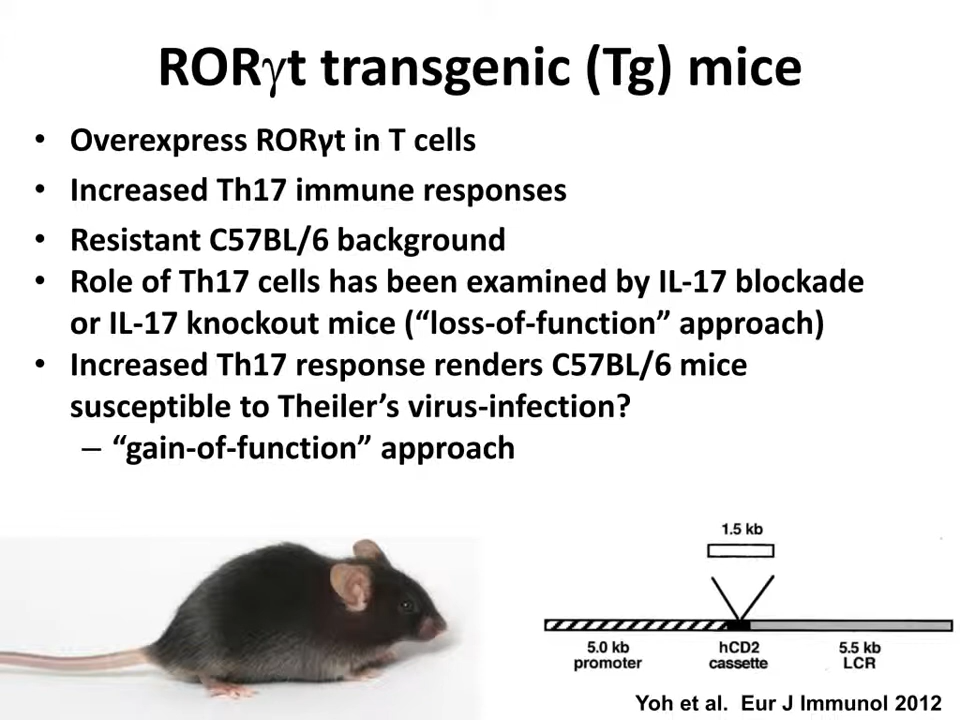 RORγt transgenic (Tg) mice
• Overexpress RORγt in T cells
• Increased Th17 immune responses
• Resistant C57BL/6 background
• Role of Th17 cells has been examined by IL-17 blockade
or IL-17 knockout mice (“loss-of-function” approach)
• Increased Th17 response renders C57BL/6 mice
susceptible to Theiler’s virus-infection?
– “gain-of-function” approach
1.5 kb
5.0 kb
promoter
hCD2
cassette
5.5 kb
LCR
Yoh et al. Eur J Immunol 2012